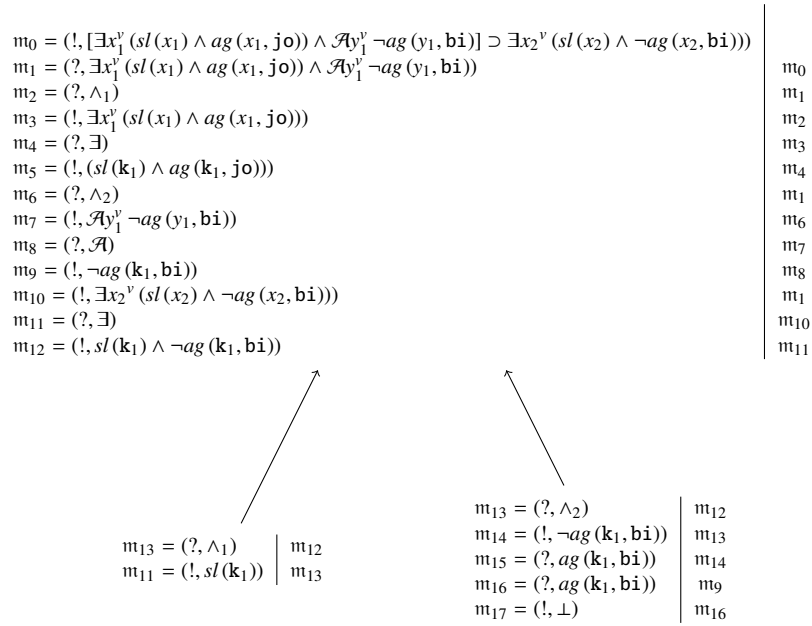 𝔪₀ = (!, [∃x₁ᵛ (sl(x₁) ∧ ag(x₁, jo)) ∧ 𝒜y₁ᵛ ¬ag(y₁, bi)] ⊃ ∃x₂ᵛ (sl(x₂) ∧ ¬ag(x₂, bi)))
𝔪₁ = (?, ∃x₁ᵛ (sl(x₁) ∧ ag(x₁, jo)) ∧ 𝒜y₁ᵛ ¬ag(y₁, bi)) 𝔪₀
𝔪₂ = (?, ∧₁) 𝔪₁
𝔪₃ = (!, ∃x₁ᵛ (sl(x₁) ∧ ag(x₁, jo))) 𝔪₂
𝔪₄ = (?, ∃) 𝔪₃
𝔪₅ = (!, (sl(k₁) ∧ ag(k₁, jo))) 𝔪₄
𝔪₆ = (?, ∧₂) 𝔪₁
𝔪₇ = (!, 𝒜y₁ᵛ ¬ag(y₁, bi)) 𝔪₆
𝔪₈ = (?, 𝒜) 𝔪₇
𝔪₉ = (!, ¬ag(k₁, bi)) 𝔪₈
𝔪₁₀ = (!, ∃x₂ᵛ (sl(x₂) ∧ ¬ag(x₂, bi))) 𝔪₁
𝔪₁₁ = (?, ∃) 𝔪₁₀
𝔪₁₂ = (!, sl(k₁) ∧ ¬ag(k₁, bi)) 𝔪₁₁
𝔪₁₃ = (?, ∧₁) 𝔪₁₂
𝔪₁₁ = (!, sl(k₁)) 𝔪₁₃
𝔪₁₃ = (?, ∧₂) 𝔪₁₂
𝔪₁₄ = (!, ¬ag(k₁, bi)) 𝔪₁₃
𝔪₁₅ = (?, ag(k₁, bi)) 𝔪₁₄
𝔪₁₆ = (?, ag(k₁, bi)) 𝔪₉
𝔪₁₇ = (!, ⊥) 𝔪₁₆